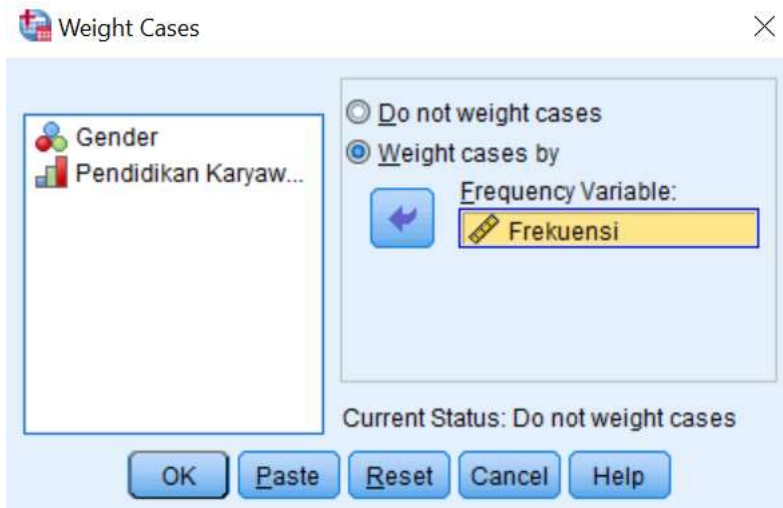 Weight Cases
Gender
Pendidikan Karyaw...
Do not weight cases
Weight cases by
Frequency Variable:
Frekuensi
Current Status: Do not weight cases
OK Paste Reset Cancel Help